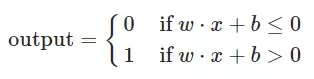 output = { 0 if w · x + b ≤ 0
1 if w · x + b > 0